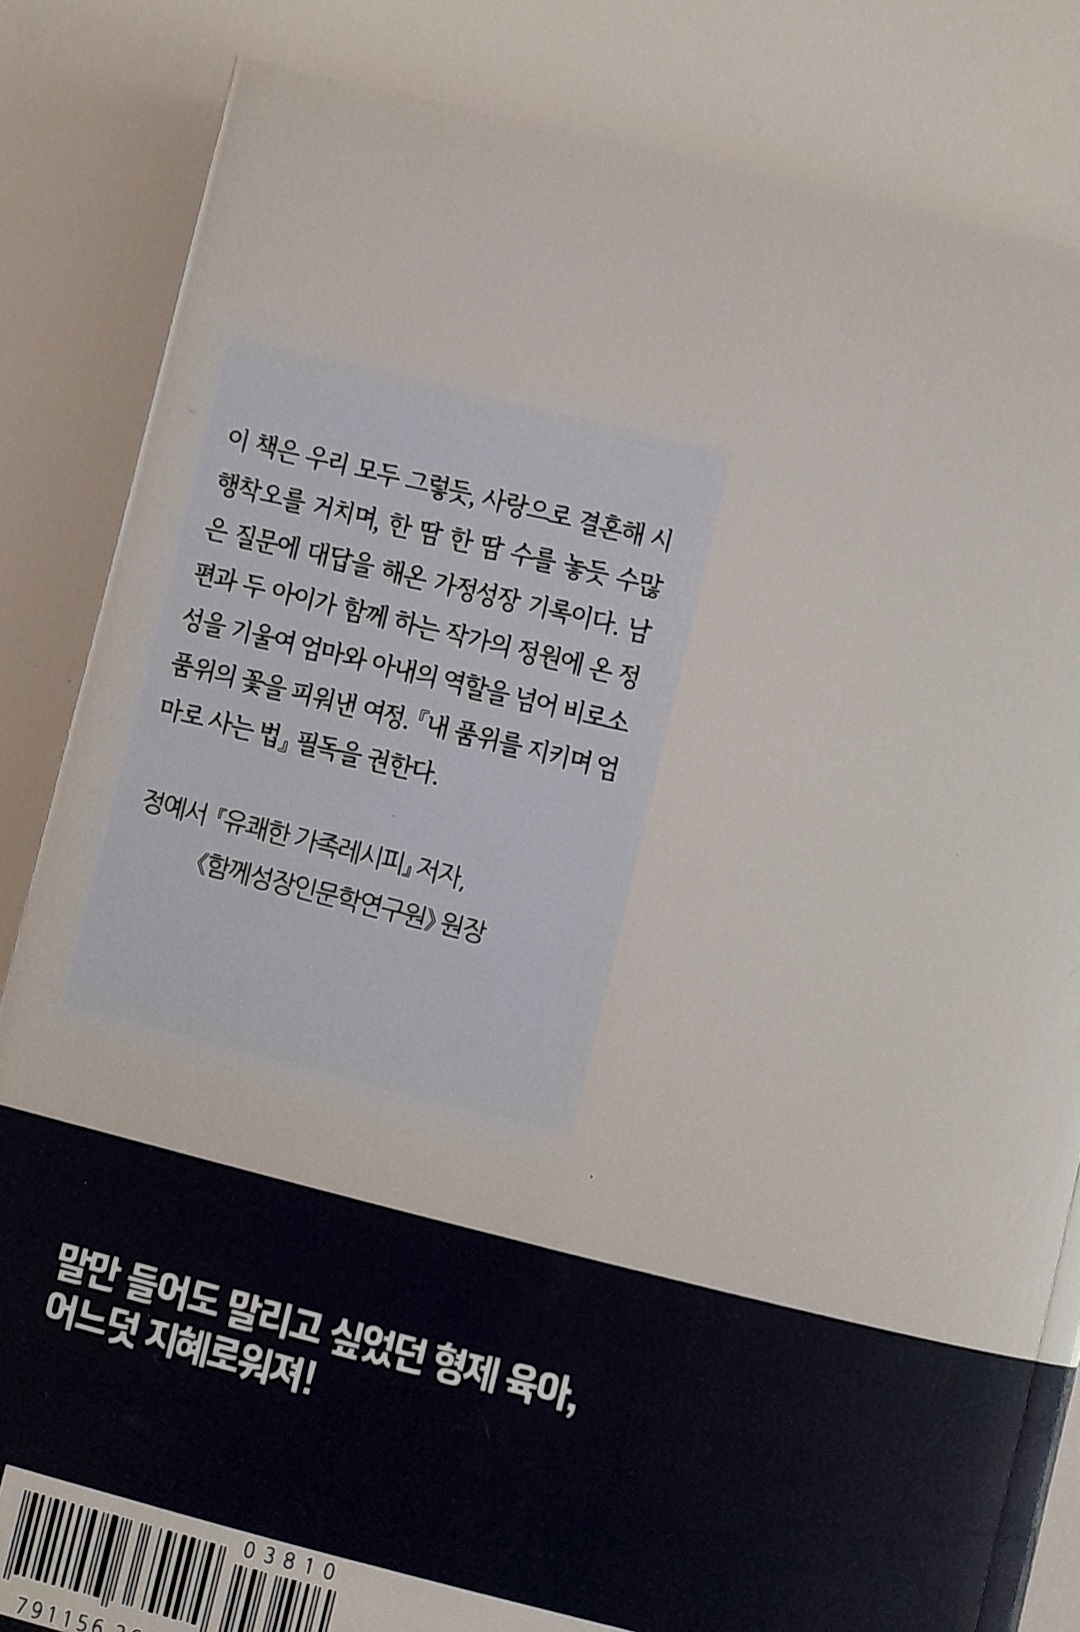 이 책은 우리 모두 그렇듯, 사랑으로 결혼해 시
행착오를 거치며, 한 땀 한 땀 수를 놓듯 수많
은 질문에 대답을 해온 가정성장 기록이다. 남
편과 두 아이가 함께 하는 작가의 정원에 온 정
성을 기울여 엄마와 아내의 역할을 넘어 비로소
품위의 꽃을 피워낸 여정. 『내 품위를 지키며 엄
마로 사는 법』 필독을 권한다.
정예서 『유쾌한 가족레시피』 저자,
《함께성장인문학연구원》 원장
말만 들어도 말리고 싶었던 형제 육아,
어느덧 지혜로워져!
03810
791156